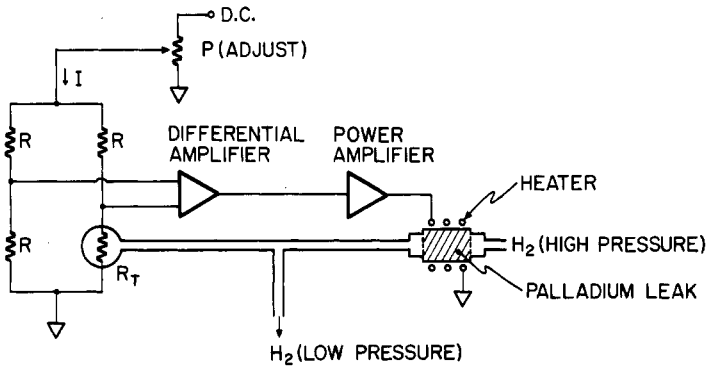 D.C.
P (ADJUST)
I
R
R
DIFFERENTIAL
AMPLIFIER
POWER
AMPLIFIER
HEATER
R
R_T
H₂ (HIGH PRESSURE)
PALLADIUM LEAK
H₂ (LOW PRESSURE)